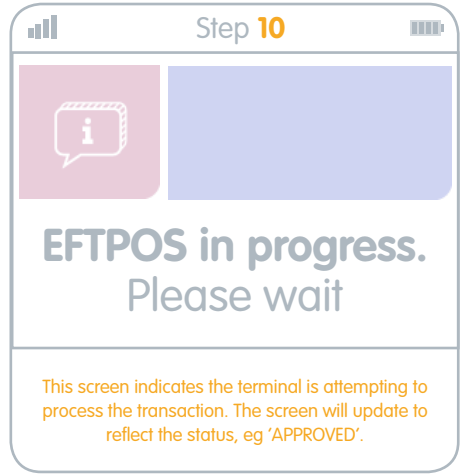 Step 10
i
EFTPOS in progress.
Please wait
This screen indicates the terminal is attempting to
process the transaction. The screen will update to
reflect the status, eg ‘APPROVED’.